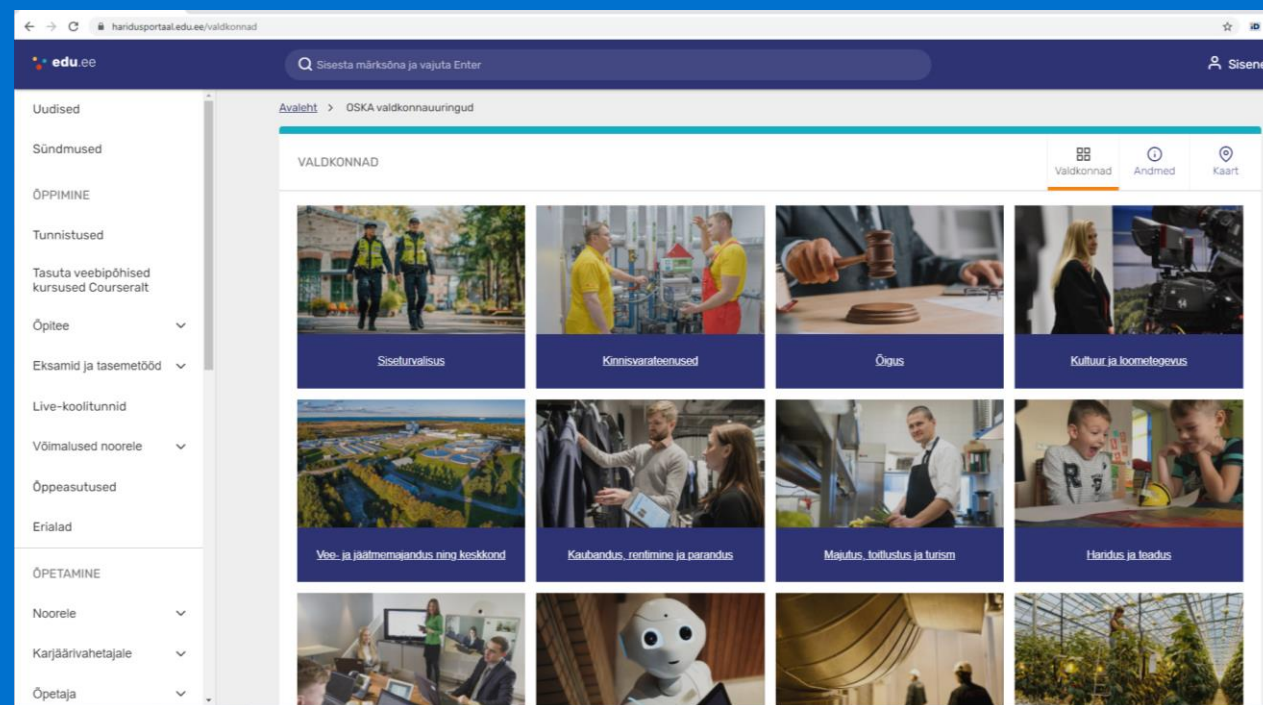 haridusportaal.edu.ee/valdkonnad
edu.ee
Sisesta märksõna ja vajuta Enter
Sisene
Uudised
Sündmused
ÕPPIMINE
Tunnistused
Tasuta veebipõhised
kursused Courseralt
Õpitee
Eksamid ja tasemetööd
Live-koolitunnid
Võimalused noorele
Õppeasutused
Erialad
ÕPETAMINE
Noorele
Karjäärivahetajale
Õpetaja
Avaleht > OSKA valdkonnauuringud
VALDKONNAD
Valdkonnad
Andmed
Kaart
Siseturvalisus
Kinnisvarateenused
Õigus
Kultuur ja loometegevus
Vee- ja jäätmemajandus ning keskkond
Kaubandus, rentimine ja parandus
Majutus, toitlustus ja turism
Haridus ja teadus